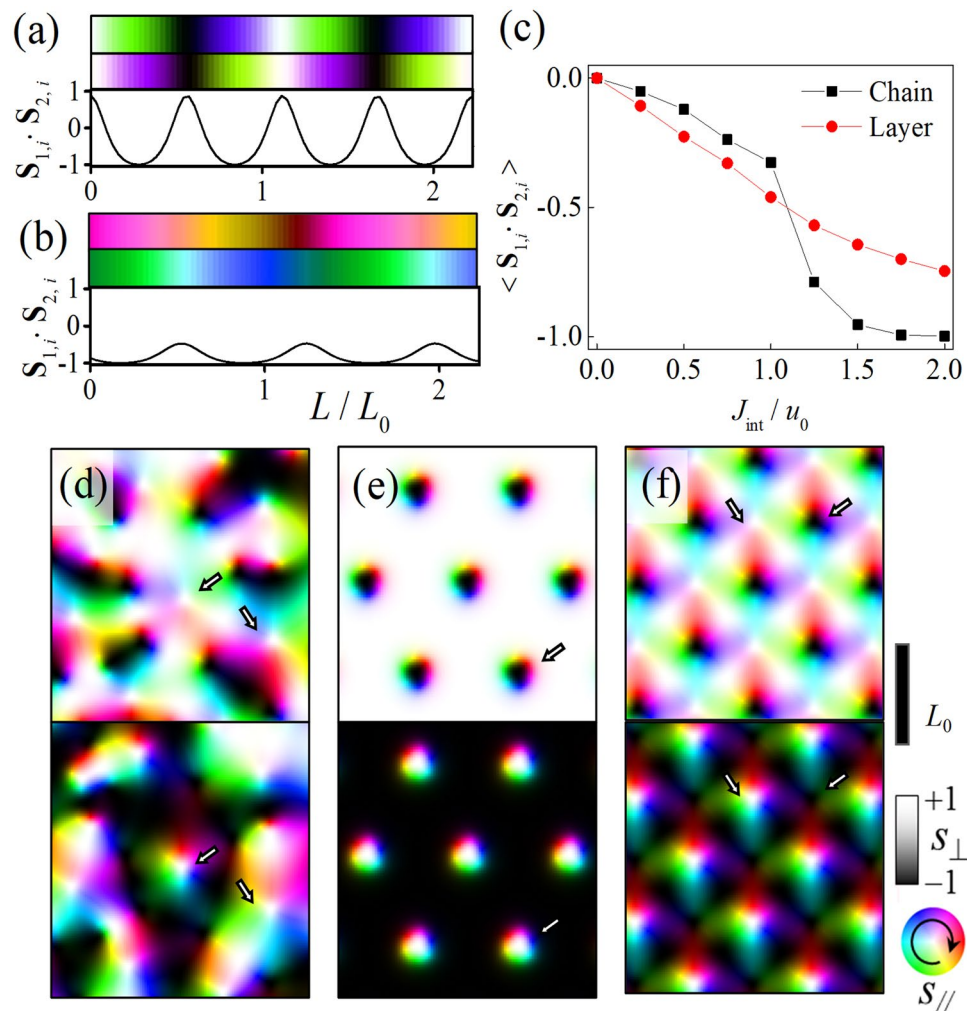 (a)
S1,i · S2,i
1
0
-1
0 1 2
(b)
S1,i · S2,i
1
0
-1
0 1 2
L / L0
(c)
< S1,i · S2,i >
0.0
-0.5
-1.0
Chain
Layer
0.0 0.5 1.0 1.5 2.0
Jint / u0
(d)
(e)
(f)
L0
+1
S⊥
−1
S//